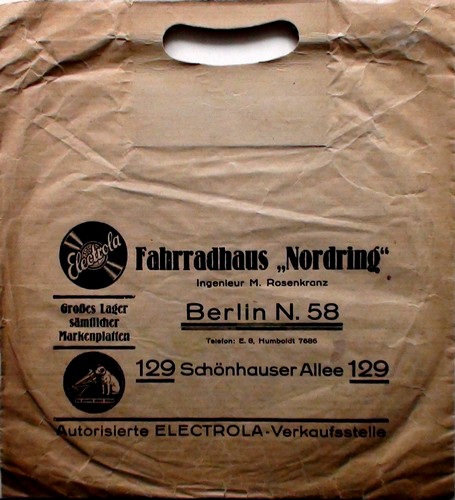 Electrola
Fahrradhaus „Nordring“
Ingenieur M. Rosenkranz
Großes Lager
sämtlicher
Markenplatten
Berlin N. 58
Telefon: E. 8, Humboldt 7686
129 Schönhauser Allee 129
Autorisierte ELECTROLA-Verkaufsstelle